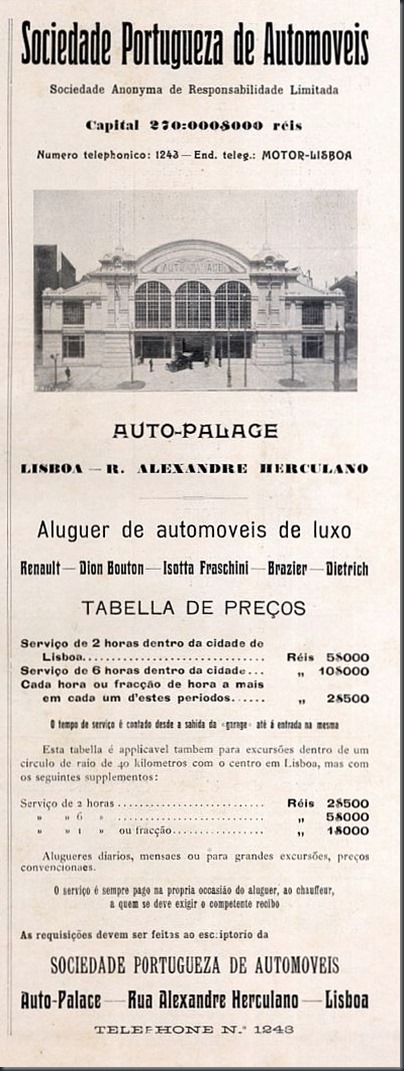 Sociedade Portugueza de Automoveis
Sociedade Anonyma de Responsabilidade Limitada
Capital 270:000$000 réis
Numero telephonico: 1243 — End. teleg.: MOTOR-LISBOA
AUTO-PALACE
AUTO-PALACE
LISBOA — R. ALEXANDRE HERCULANO
Aluguer de automoveis de luxo
Renault — Dion Bouton — Isotta Fraschini — Brazier — Dietrich
TABELLA DE PREÇOS
Serviço de 2 horas dentro da cidade de
Lisboa.............................. Réis 5$000
Serviço de 6 horas dentro da cidade... „ 10$000
Cada hora ou fracção de hora a mais
em cada um d'estes periodos...... „ 2$500
O tempo de serviço é contado desde a sahida da «garage» até á entrada na mesma
Esta tabella é applicavel tambem para excursões dentro de um
circulo de raio de 40 kilometros com o centro em Lisboa, mas com
os seguintes supplementos:
Serviço de 2 horas ......................... Réis 2$500
» » 6 » ......................... „ 5$000
» » 1 » ou fracção................. „ 1$000
Alugueres diarios, mensaes ou para grandes excursões, preços
convencionaes.
O serviço é sempre pago na propria occasião do aluguer, ao chauffeur,
a quem se deve exigir o competente recibo
As requisições devem ser feitas ao escriptorio da
SOCIEDADE PORTUGUEZA DE AUTOMOVEIS
Auto-Palace — Rua Alexandre Herculano — Lisboa
TELEPHONE N.º 1243